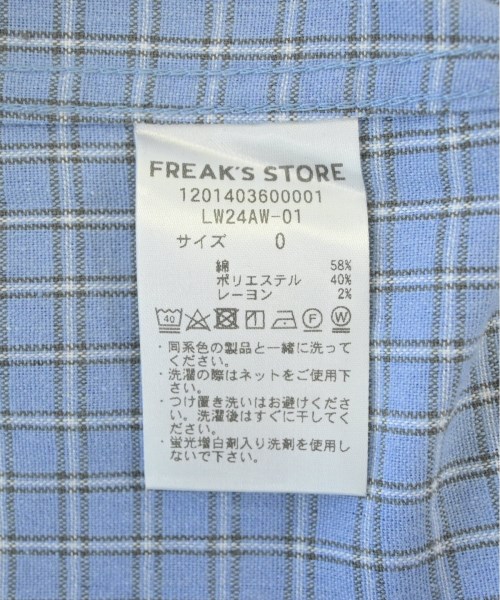 FREAK'S STORE
1201403600001
LW24AW-01
サイズ 0
綿 58%
ポリエステル 40%
レーヨン 2%
40 F W
・同系色の製品と一緒に洗って
ください。
・洗濯の際はネットをご使用下
さい。
・つけ置き洗いはお避けくださ
い。洗濯後はすぐに干してく
ださい。
・蛍光増白剤入り洗剤を使用し
ないで下さい。